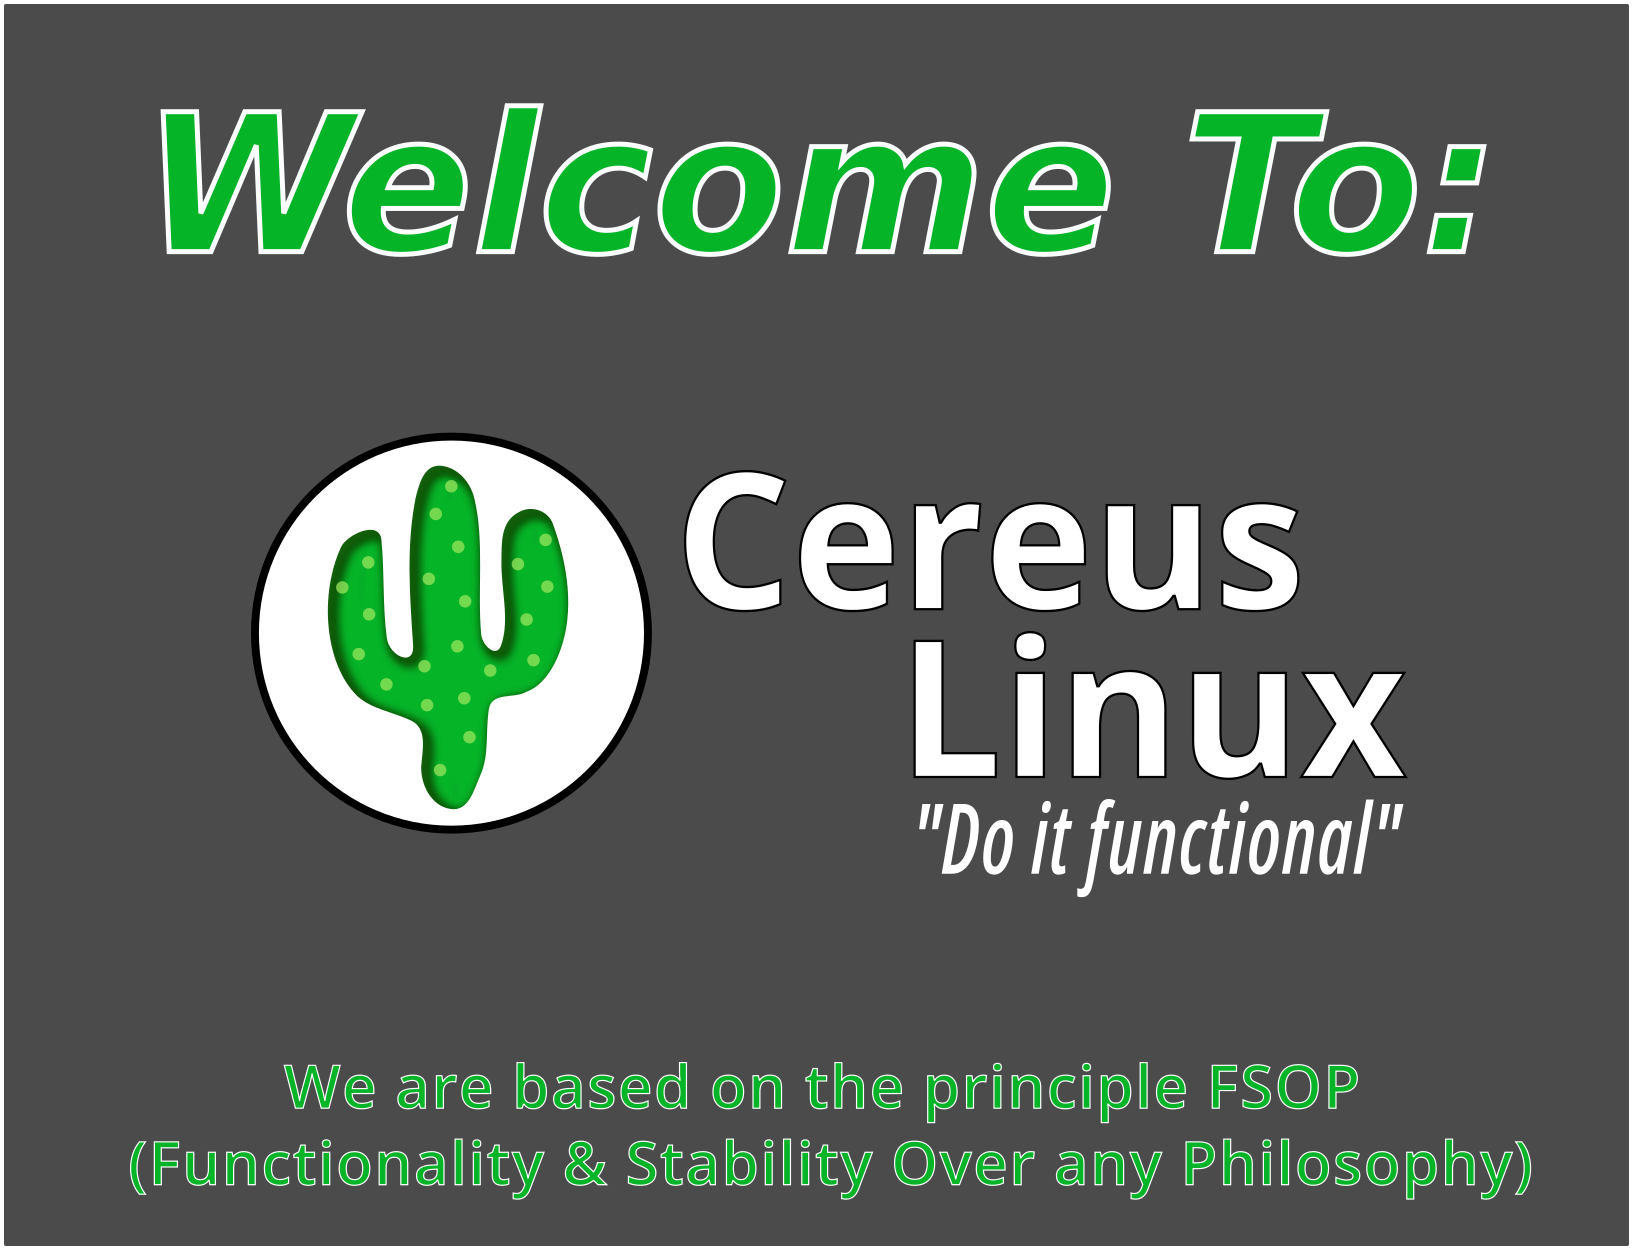 Welcome To:
Cereus
Linux
"Do it functional"
We are based on the principle FSOP
(Functionality & Stability Over any Philosophy)